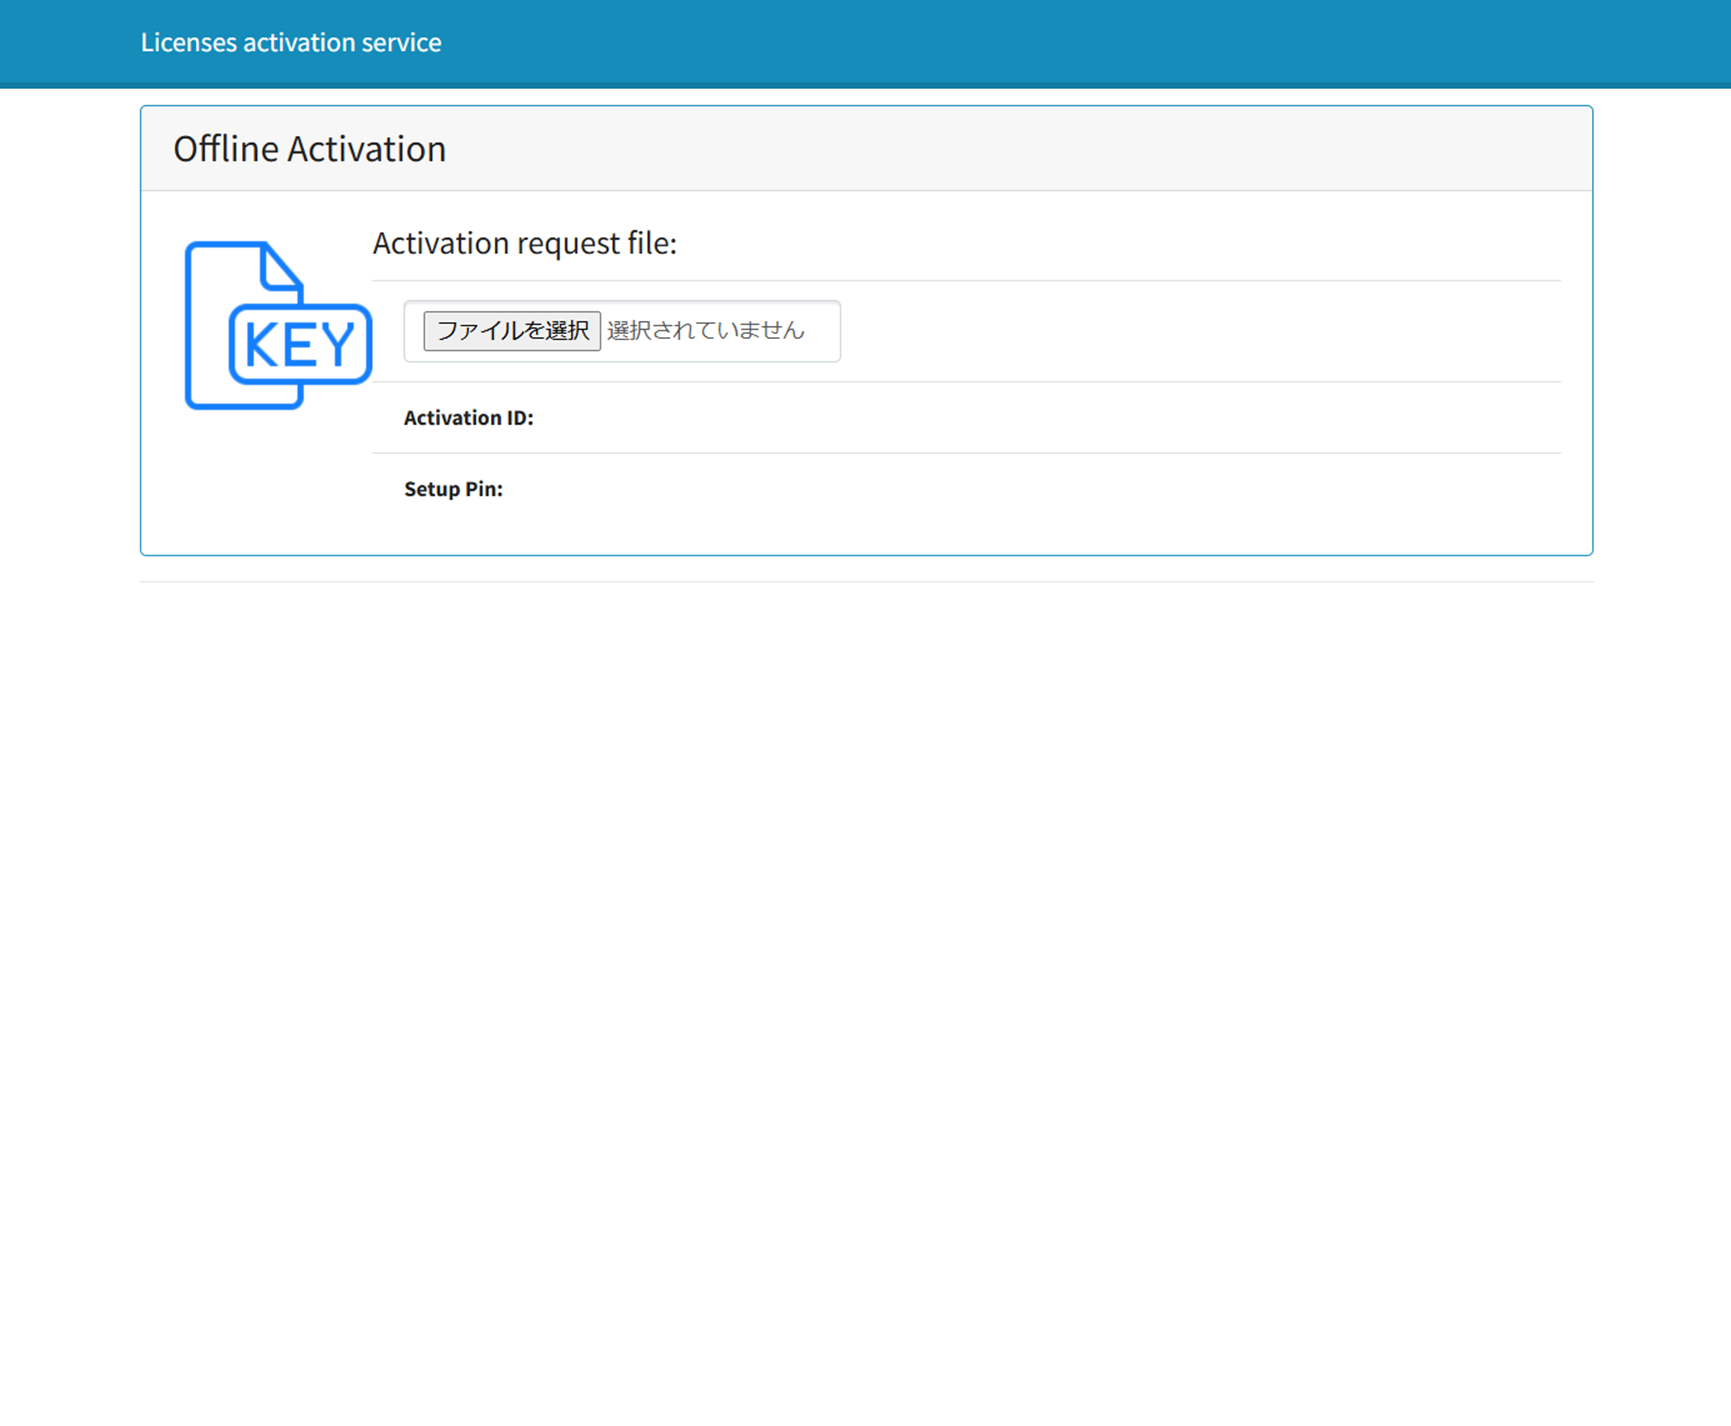 Licenses activation service
Offline Activation
Activation request file:
KEY
ファイルを選択 選択されていません
Activation ID:
Setup Pin: